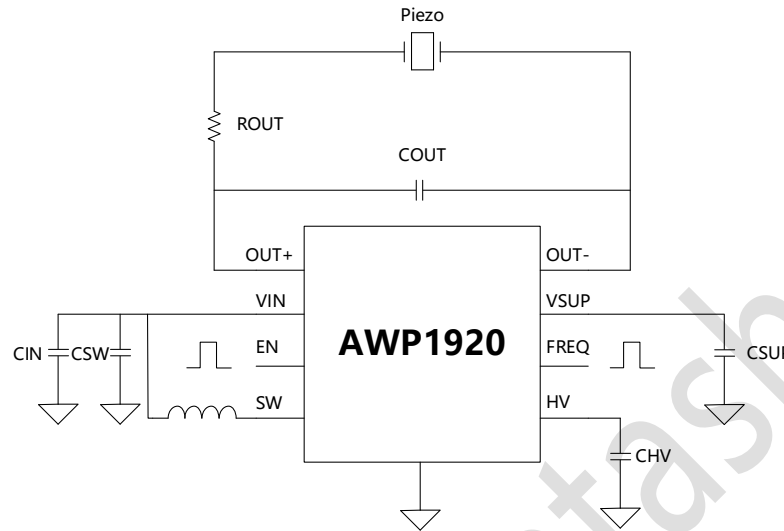 Piezo
ROUT
COUT
OUT+
OUT-
VIN
VSUP
CIN
CSW
EN
AWP1920
FREQ
CSUP
SW
HV
CHV